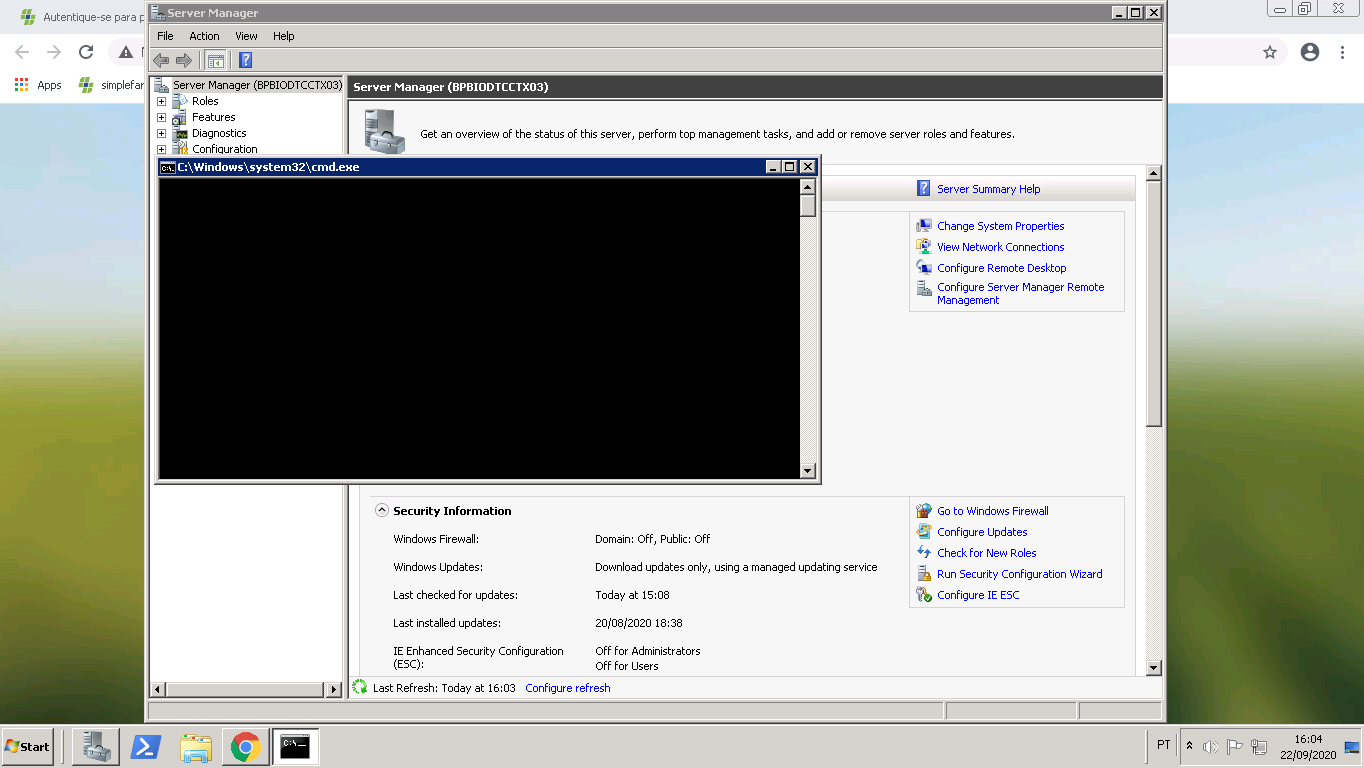 Autentique-se para p
Server Manager
File Action View Help
Apps
simplefar
Server Manager (BPBIODTCCTX03)
Roles
Features
Diagnostics
Configuration
Server Manager (BPBIODTCCTX03)
Get an overview of the status of this server, perform top management tasks, and add or remove server roles and features.
C:\Windows\system32\cmd.exe
Server Summary Help
Change System Properties
View Network Connections
Configure Remote Desktop
Configure Server Manager Remote
Management
Security Information
Windows Firewall: Domain: Off, Public: Off
Windows Updates: Download updates only, using a managed updating service
Last checked for updates: Today at 15:08
Last installed updates: 20/08/2020 18:38
IE Enhanced Security Configuration
(ESC):
Off for Administrators
Off for Users
Go to Windows Firewall
Configure Updates
Check for New Roles
Run Security Configuration Wizard
Configure IE ESC
Last Refresh: Today at 16:03 Configure refresh
Start
C:\_
PT
16:04
22/09/2020